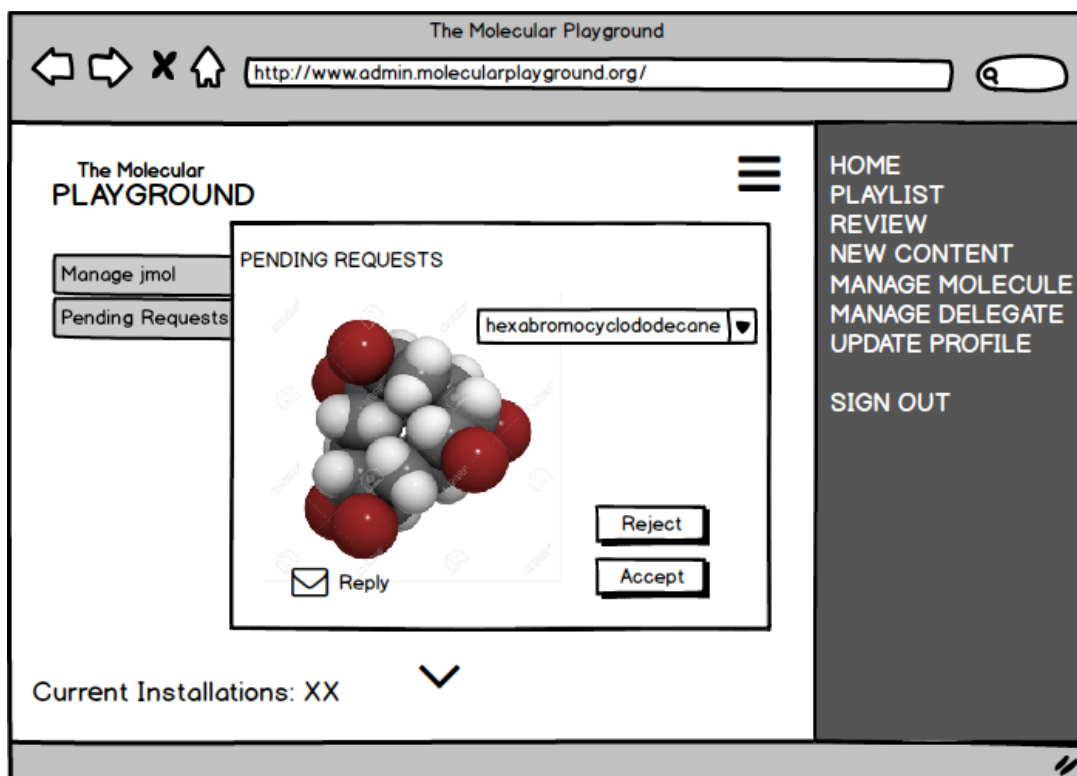 The Molecular Playground
http://www.admin.molecularplayground.org/
The Molecular
PLAYGROUND
Manage jmol
Pending Requests
PENDING REQUESTS
hexabromocyclododecane
Reject
Accept
Reply
Current Installations: XX
HOME
PLAYLIST
REVIEW
NEW CONTENT
MANAGE MOLECULE
MANAGE DELEGATE
UPDATE PROFILE
SIGN OUT